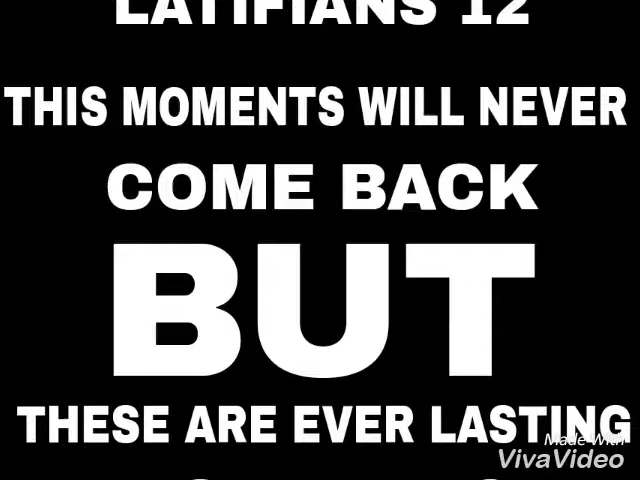 LATIFIANS 12
THIS MOMENTS WILL NEVER
COME BACK
BUT
THESE ARE EVER LASTING
Made With
VivaVideo